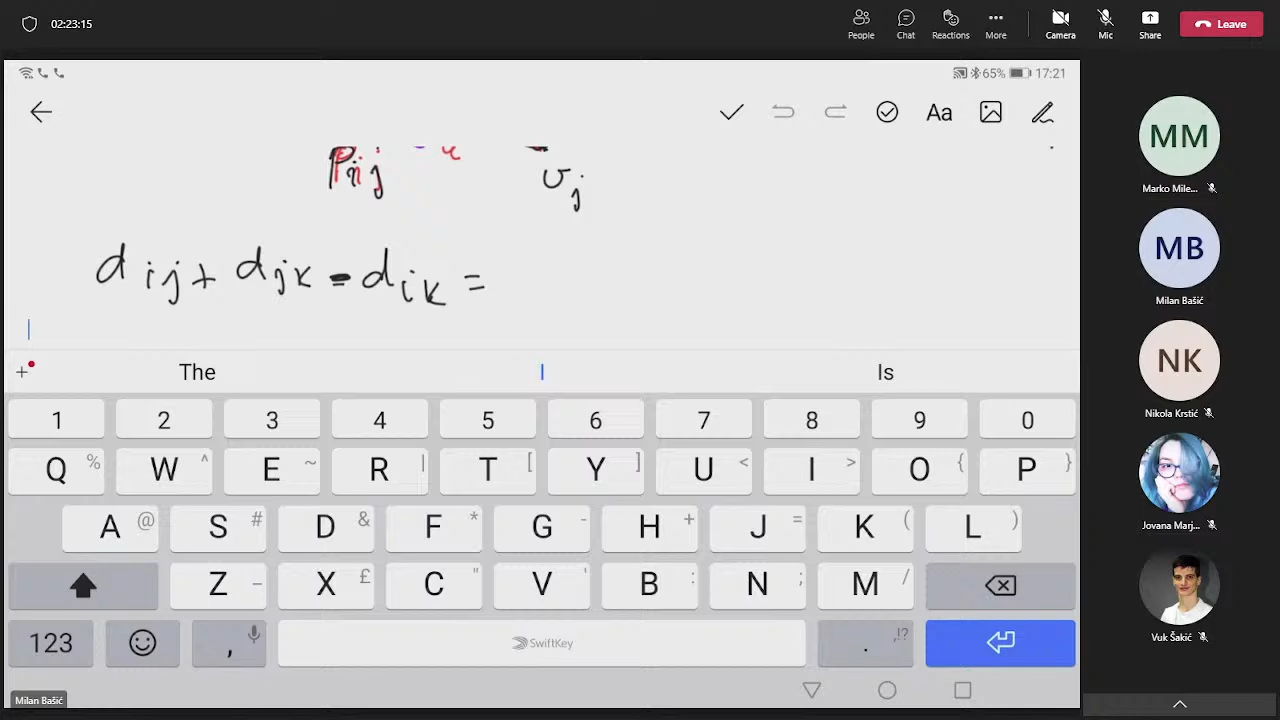 02:23:15
People Chat Reactions More Camera Mic Share Leave
65% 17:21
Aa
Pij
vj
dij + djk - dik =
The I Is
1 2 3 4 5 6 7 8 9 0
Q % W ^ E ~ R | T [ Y ] U < I > O { P }
A @ S # D & F * G - H + J = K ( L )
Z _ X £ C " V ' B : N ; M /
123 , SwiftKey . ,!?
Milan Bašić
MM
Marko Mile...
MB
Milan Bašić
NK
Nikola Krstić
Jovana Marj...
Vuk Šakić